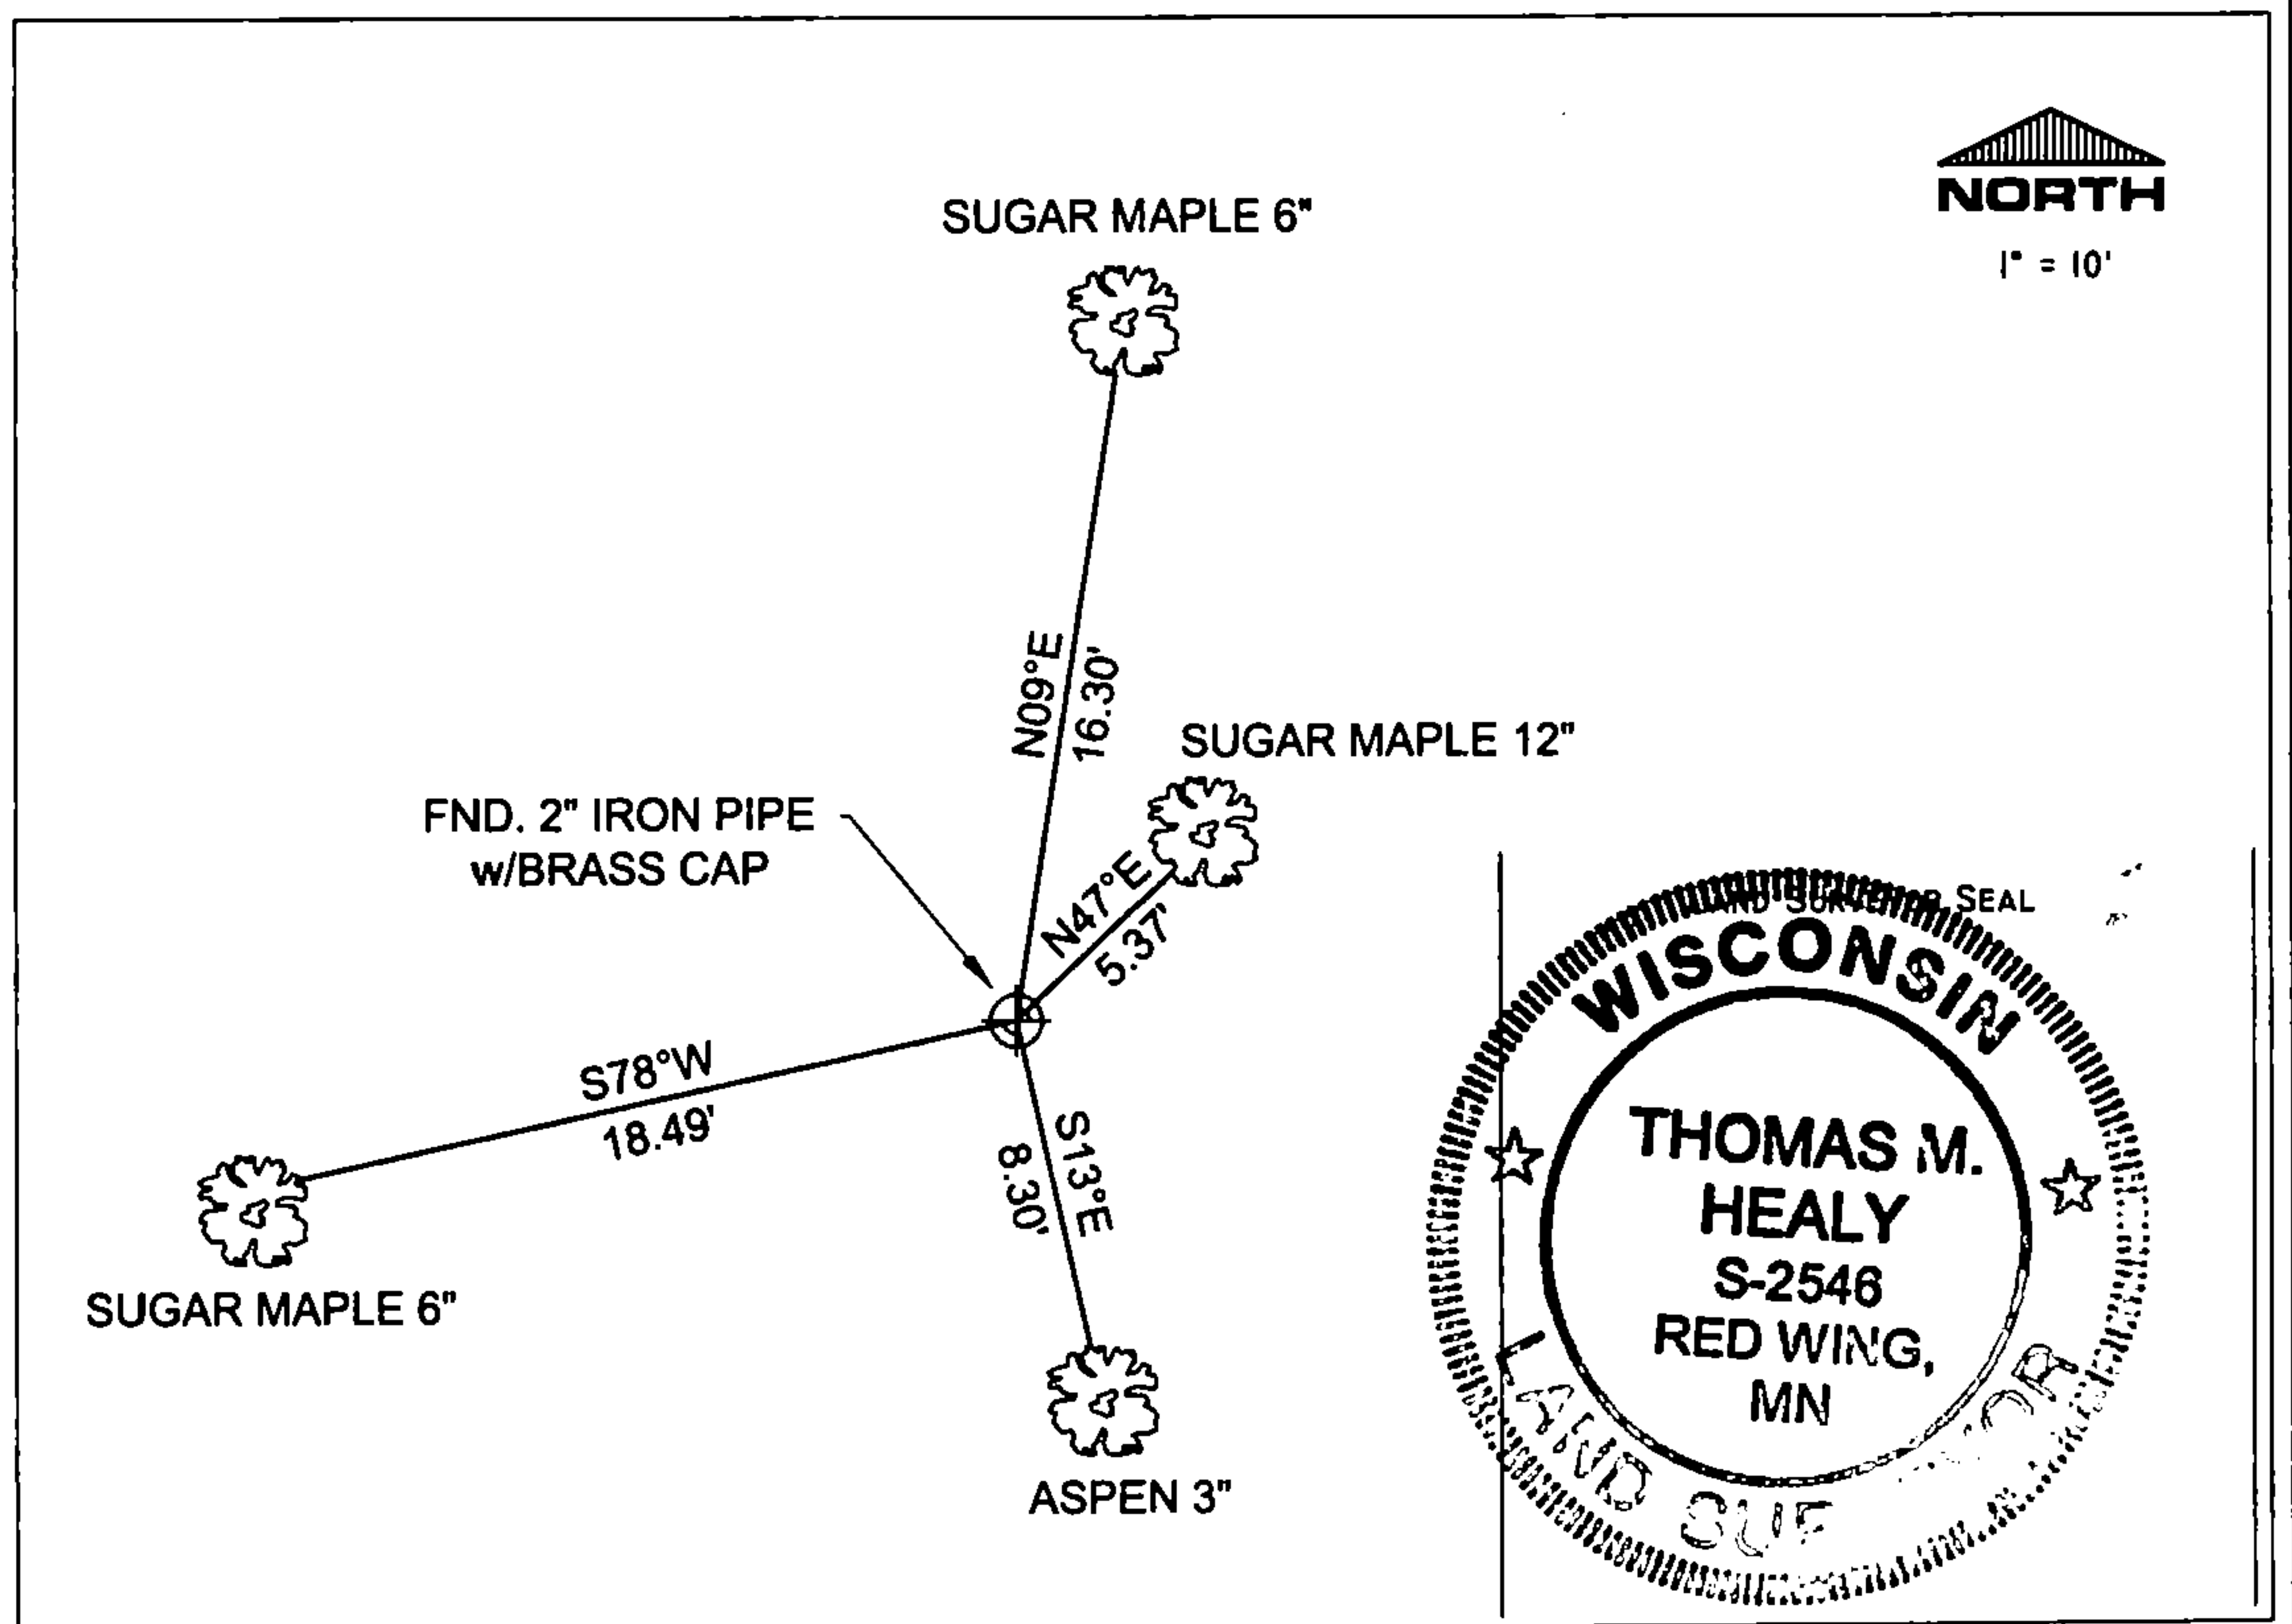 NORTH
1" = 10'
SUGAR MAPLE 6"
N09°E
16.30'
SUGAR MAPLE 12"
FND. 2" IRON PIPE
w/BRASS CAP
N47°E
5.37'
S78°W
18.49'
S13°E
8.30'
SUGAR MAPLE 6"
ASPEN 3"
SEAL
WISCONSIN
THOMAS M.
HEALY
S-2546
RED WING,
MN
LAND